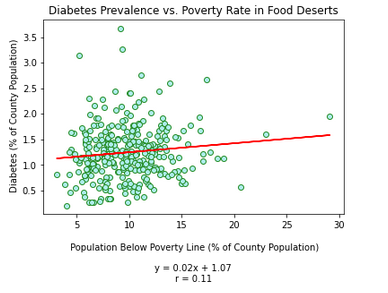 Diabetes Prevalence vs. Poverty Rate in Food Deserts
Diabetes (% of County Population)
3.5
3.0
2.5
2.0
1.5
1.0
0.5
5
10
15
20
25
30
Population Below Poverty Line (% of County Population)
y = 0.02x + 1.07
r = 0.11